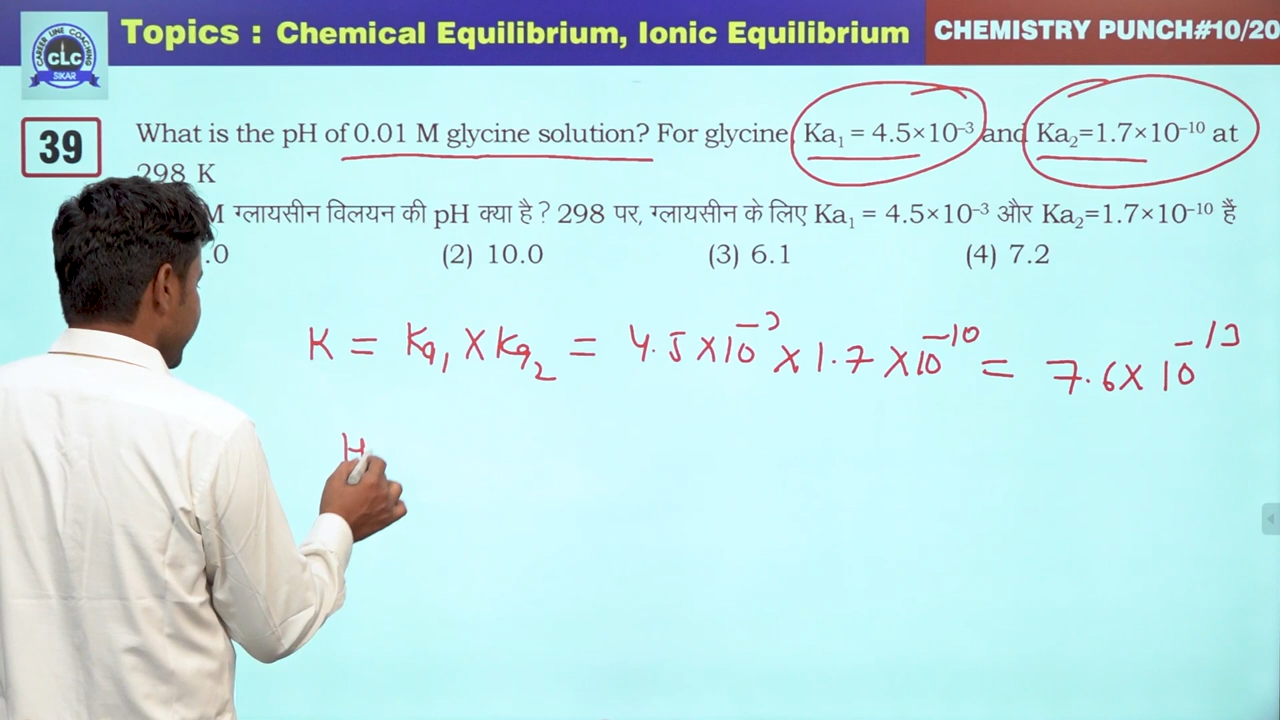 Topics : Chemical Equilibrium, Ionic Equilibrium
CHEMISTRY PUNCH#10/20
CAREER LINE COACHING
CLC
SIKAR
39
What is the pH of 0.01 M glycine solution? For glycine Ka₁ = 4.5×10⁻³ and Ka₂=1.7×10⁻¹⁰ at
298 K
M ग्लायसीन विलयन की pH क्या है? 298 पर, ग्लायसीन के लिए Ka₁ = 4.5×10⁻³ और Ka₂=1.7×10⁻¹⁰ हैं
.0 (2) 10.0 (3) 6.1 (4) 7.2
K = Ka₁ × Ka₂ = 4.5×10⁻³ × 1.7×10⁻¹⁰ = 7.6×10⁻¹³
H